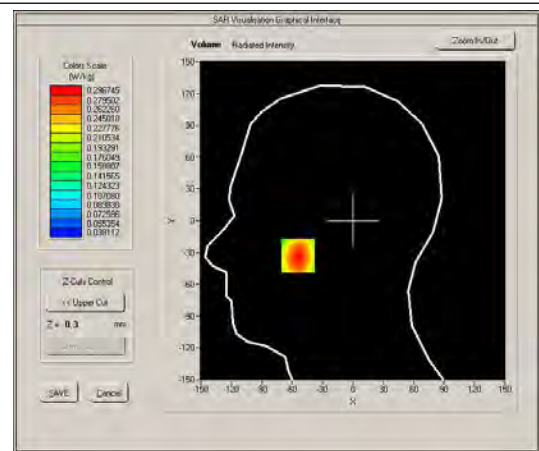 SAR Visualisation Graphical Interface
Volume Radiated Intensity
Zoom In/Out
Colors Scale
(W/kg)
0.296745
0.279502
0.262260
0.245018
0.227776
0.210534
0.193291
0.176049
0.158807
0.141565
0.124323
0.107080
0.089838
0.072596
0.055354
0.038112
150
120
90
60
30
0
-30
-60
-90
-120
-150
Y
-150 -120 -90 -60 -30 0 30 60 90 120 150
X
Z-Cuts Control
<< Upper Cut
Z = 0.3 mm
SAVE
Cancel